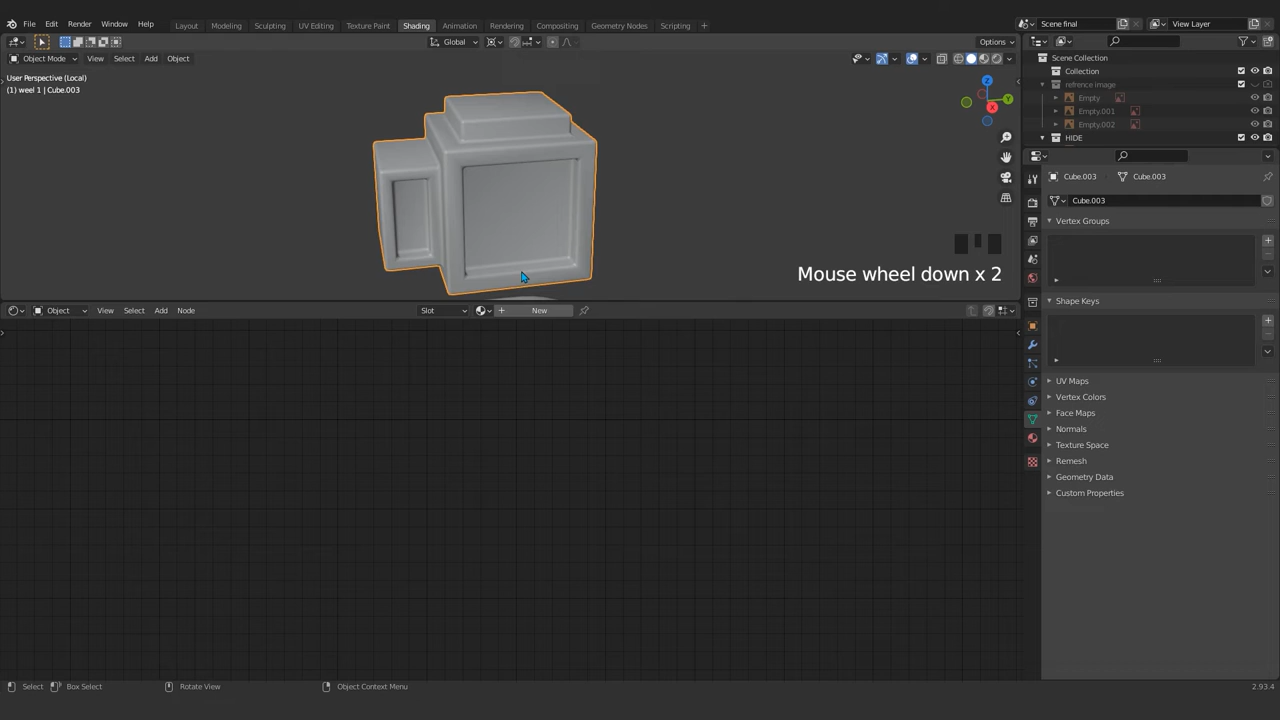 File Edit Render Window Help Layout Modeling Sculpting UV Editing Texture Paint Shading Animation Rendering Compositing Geometry Nodes Scripting + Scene final View Layer
Global Options
Object Mode View Select Add Object
User Perspective (Local)
(1) weel 1 | Cube.003
Z
Y
X
Mouse wheel down x 2
Object View Select Add Node Slot + New
Scene Collection
Collection
refrence image
Empty
Empty.001
Empty.002
HIDE
Cube.003 Cube.003
Cube.003
Vertex Groups
Shape Keys
UV Maps
Vertex Colors
Face Maps
Normals
Texture Space
Remesh
Geometry Data
Custom Properties
Select Box Select Rotate View Object Context Menu 2.93.4